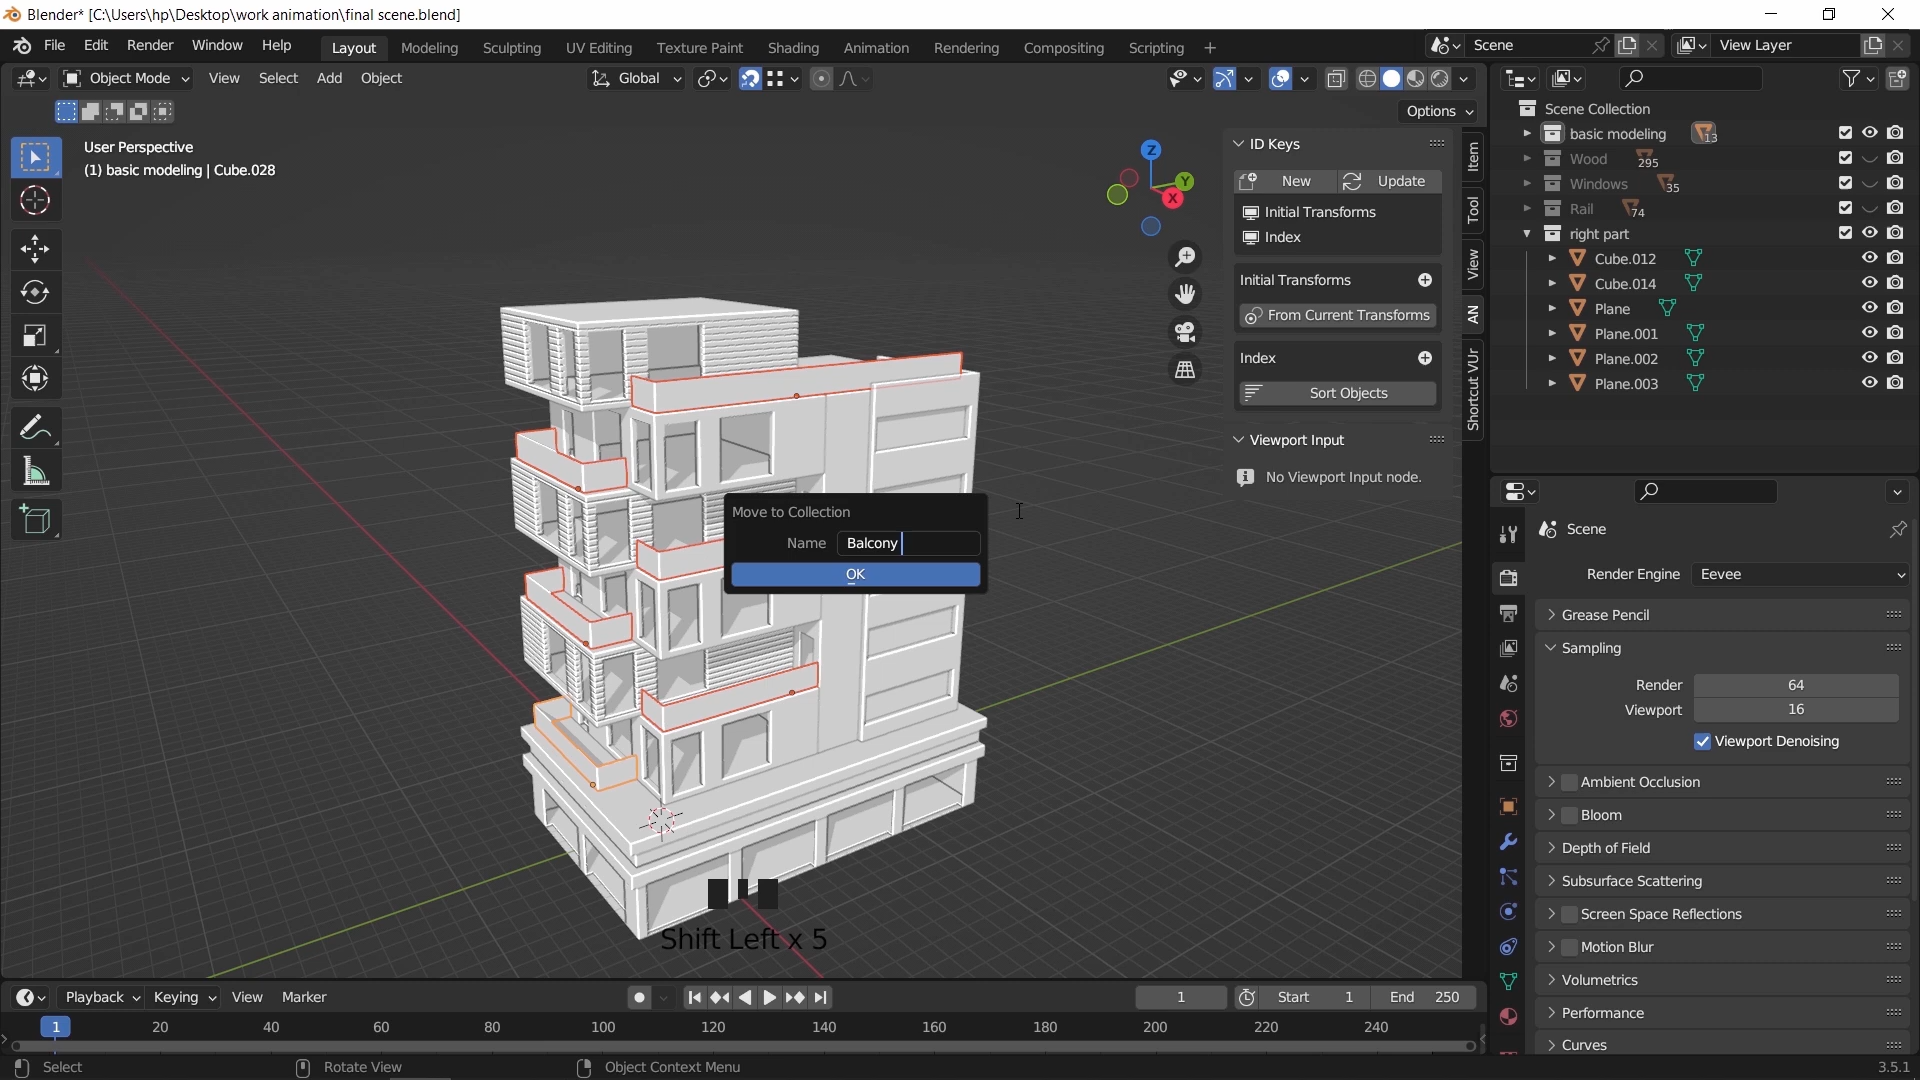 Blender* [C:\Users\hp\Desktop\work animation\final scene.blend]
File Edit Render Window Help
Layout Modeling Sculpting UV Editing Texture Paint Shading Animation Rendering Compositing Scripting +
Scene
View Layer
Object Mode View Select Add Object
Global
Options
User Perspective
(1) basic modeling | Cube.028
Z
Y
X
ID Keys
New Update
Initial Transforms
Index
Initial Transforms
From Current Transforms
Index
Sort Objects
Viewport Input
No Viewport Input node.
Item
Tool
View
AN
Shortcut VUr
Scene Collection
basic modeling 13
Wood 295
Windows 35
Rail 74
right part
Cube.012
Cube.014
Plane
Plane.001
Plane.002
Plane.003
Move to Collection
Name Balcony
OK
Shift Left x 5
Scene
Render Engine Eevee
Grease Pencil
Sampling
Render 64
Viewport 16
Viewport Denoising
Ambient Occlusion
Bloom
Depth of Field
Subsurface Scattering
Screen Space Reflections
Motion Blur
Volumetrics
Performance
Curves
Playback Keying View Marker
1
Start 1
End 250
1 20 40 60 80 100 120 140 160 180 200 220 240
Select
Rotate View
Object Context Menu
3.5.1